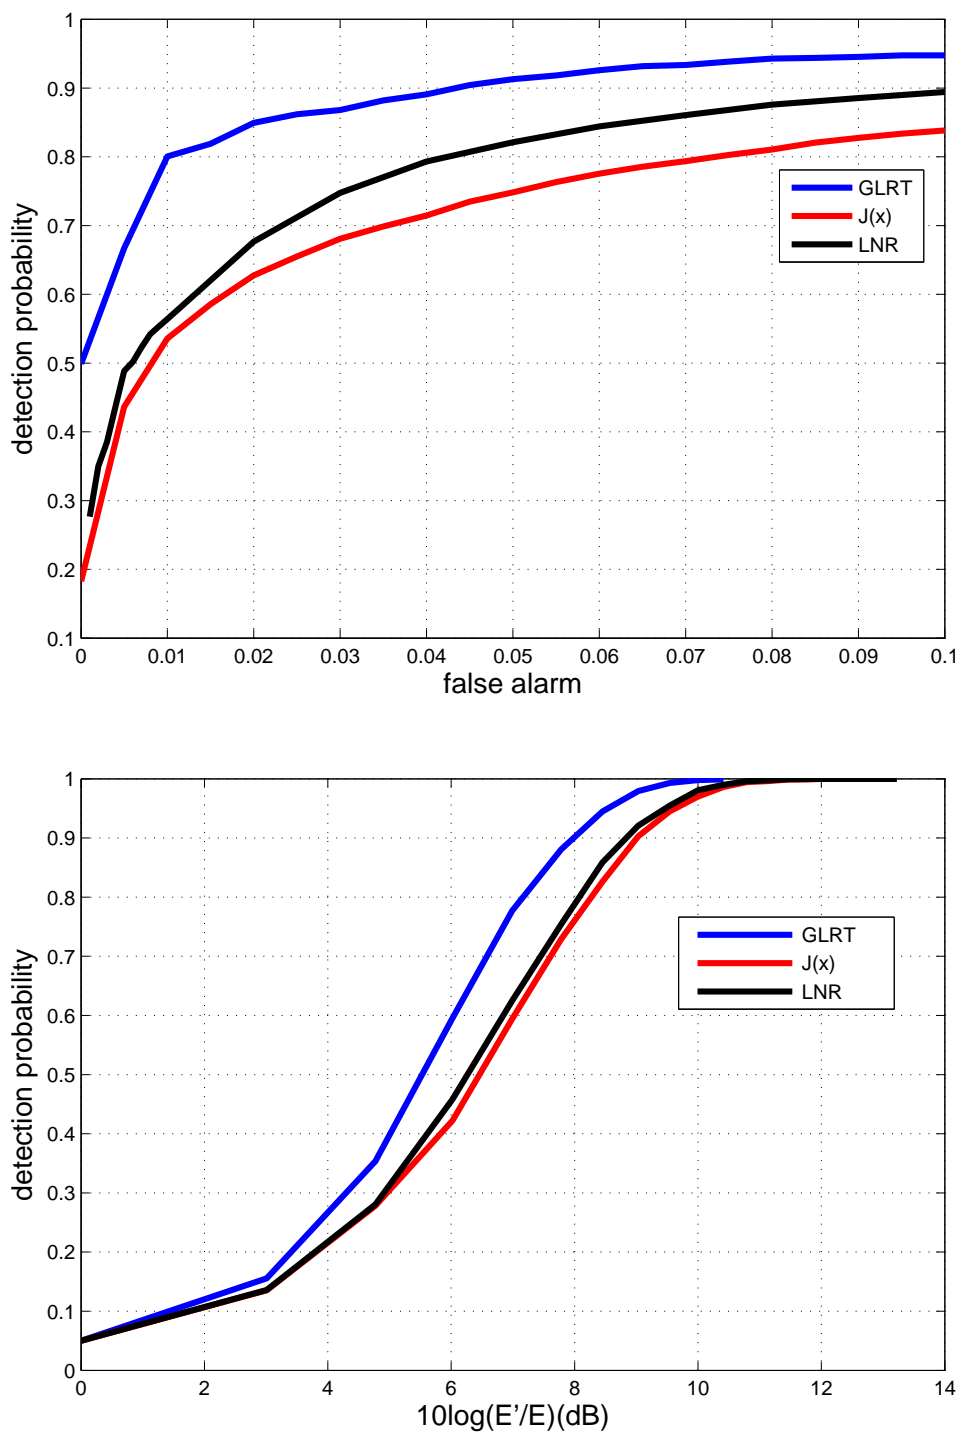 1
0.9
0.8
0.7
0.6
0.5
0.4
0.3
0.2
0.1
detection probability
GLRT
J(x)
LNR
0 0.01 0.02 0.03 0.04 0.05 0.06 0.07 0.08 0.09 0.1
false alarm
1
0.9
0.8
0.7
0.6
0.5
0.4
0.3
0.2
0.1
0
detection probability
GLRT
J(x)
LNR
0 2 4 6 8 10 12 14
10log(E'/E)(dB)